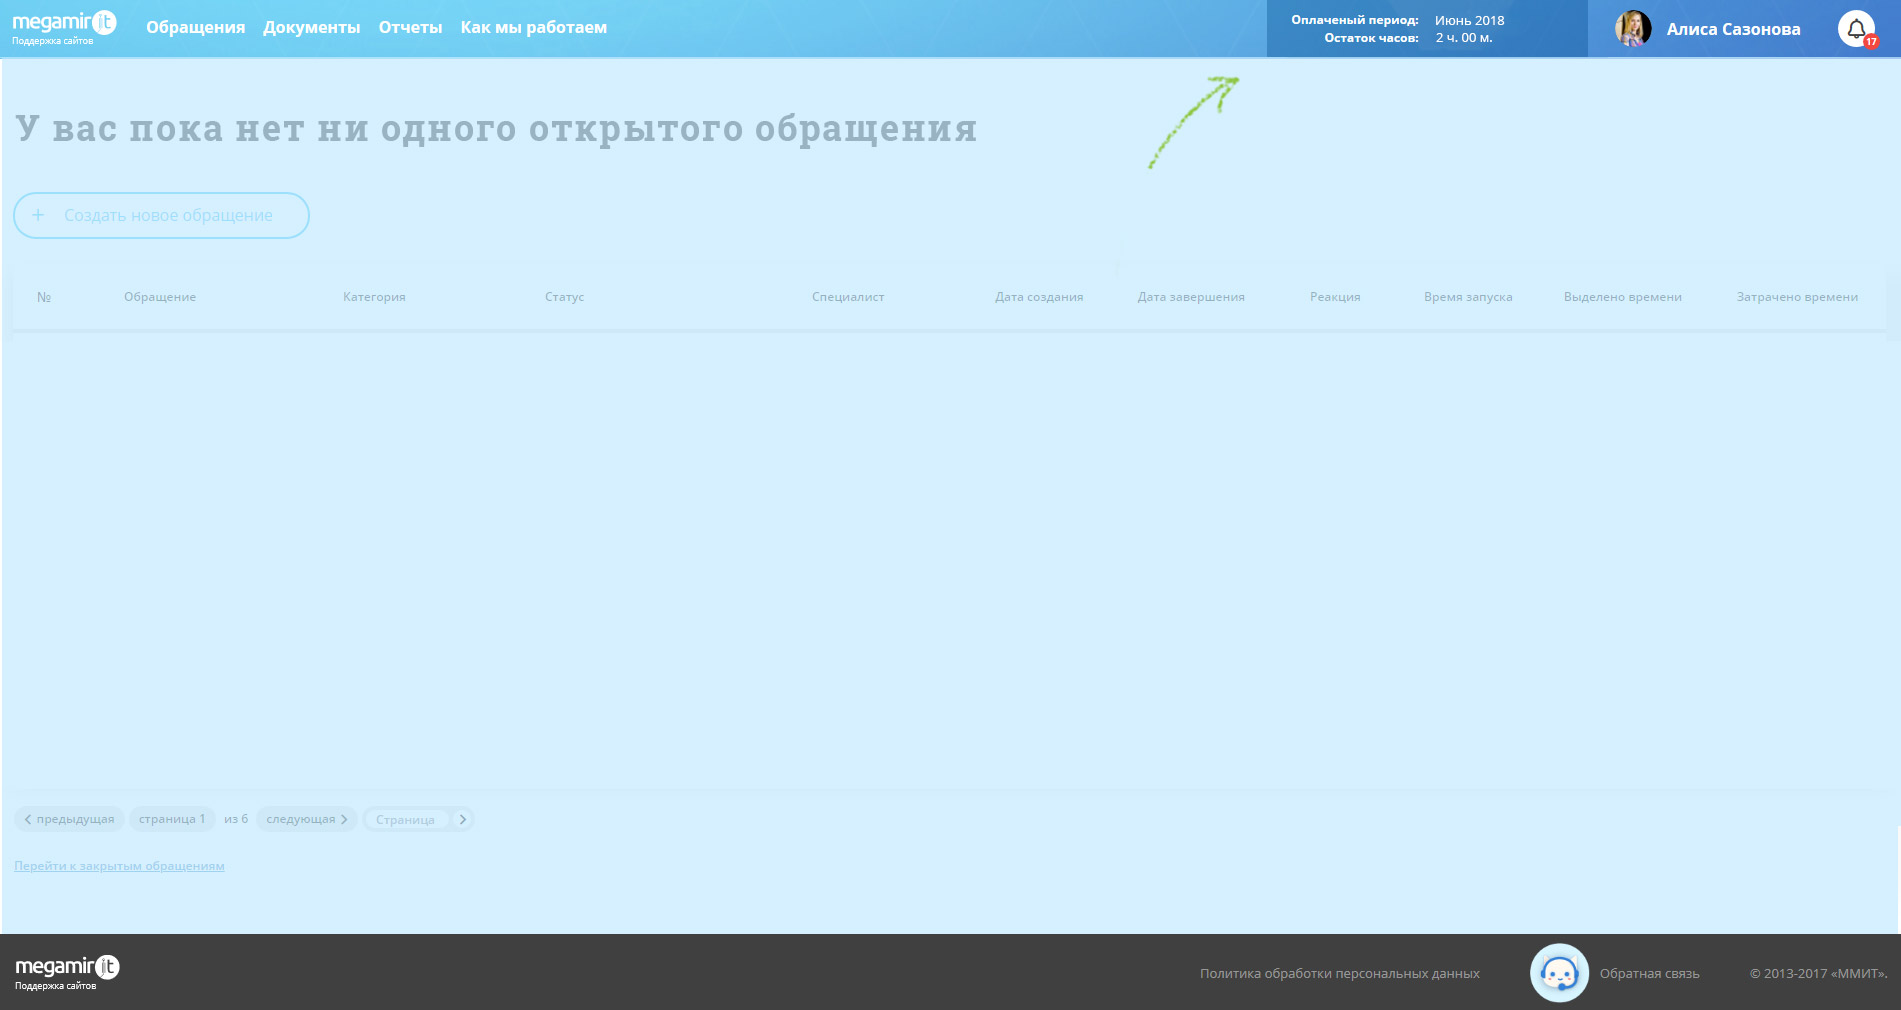 megamir it
Поддержка сайтов
Обращения Документы Отчеты Как мы работаем
Оплаченый период: Июнь 2018
Остаток часов: 2 ч. 00 м.
Алиса Сазонова
17
У вас пока нет ни одного открытого обращения
+ Создать новое обращение
№ Обращение Категория Статус Специалист Дата создания Дата завершения Реакция Время запуска Выделено времени Затрачено времени
предыдущая страница 1 из 6 следующая Страница
Перейти к закрытым обращениям
megamir it
Поддержка сайтов
Политика обработки персональных данных Обратная связь © 2013-2017 «ММИТ».